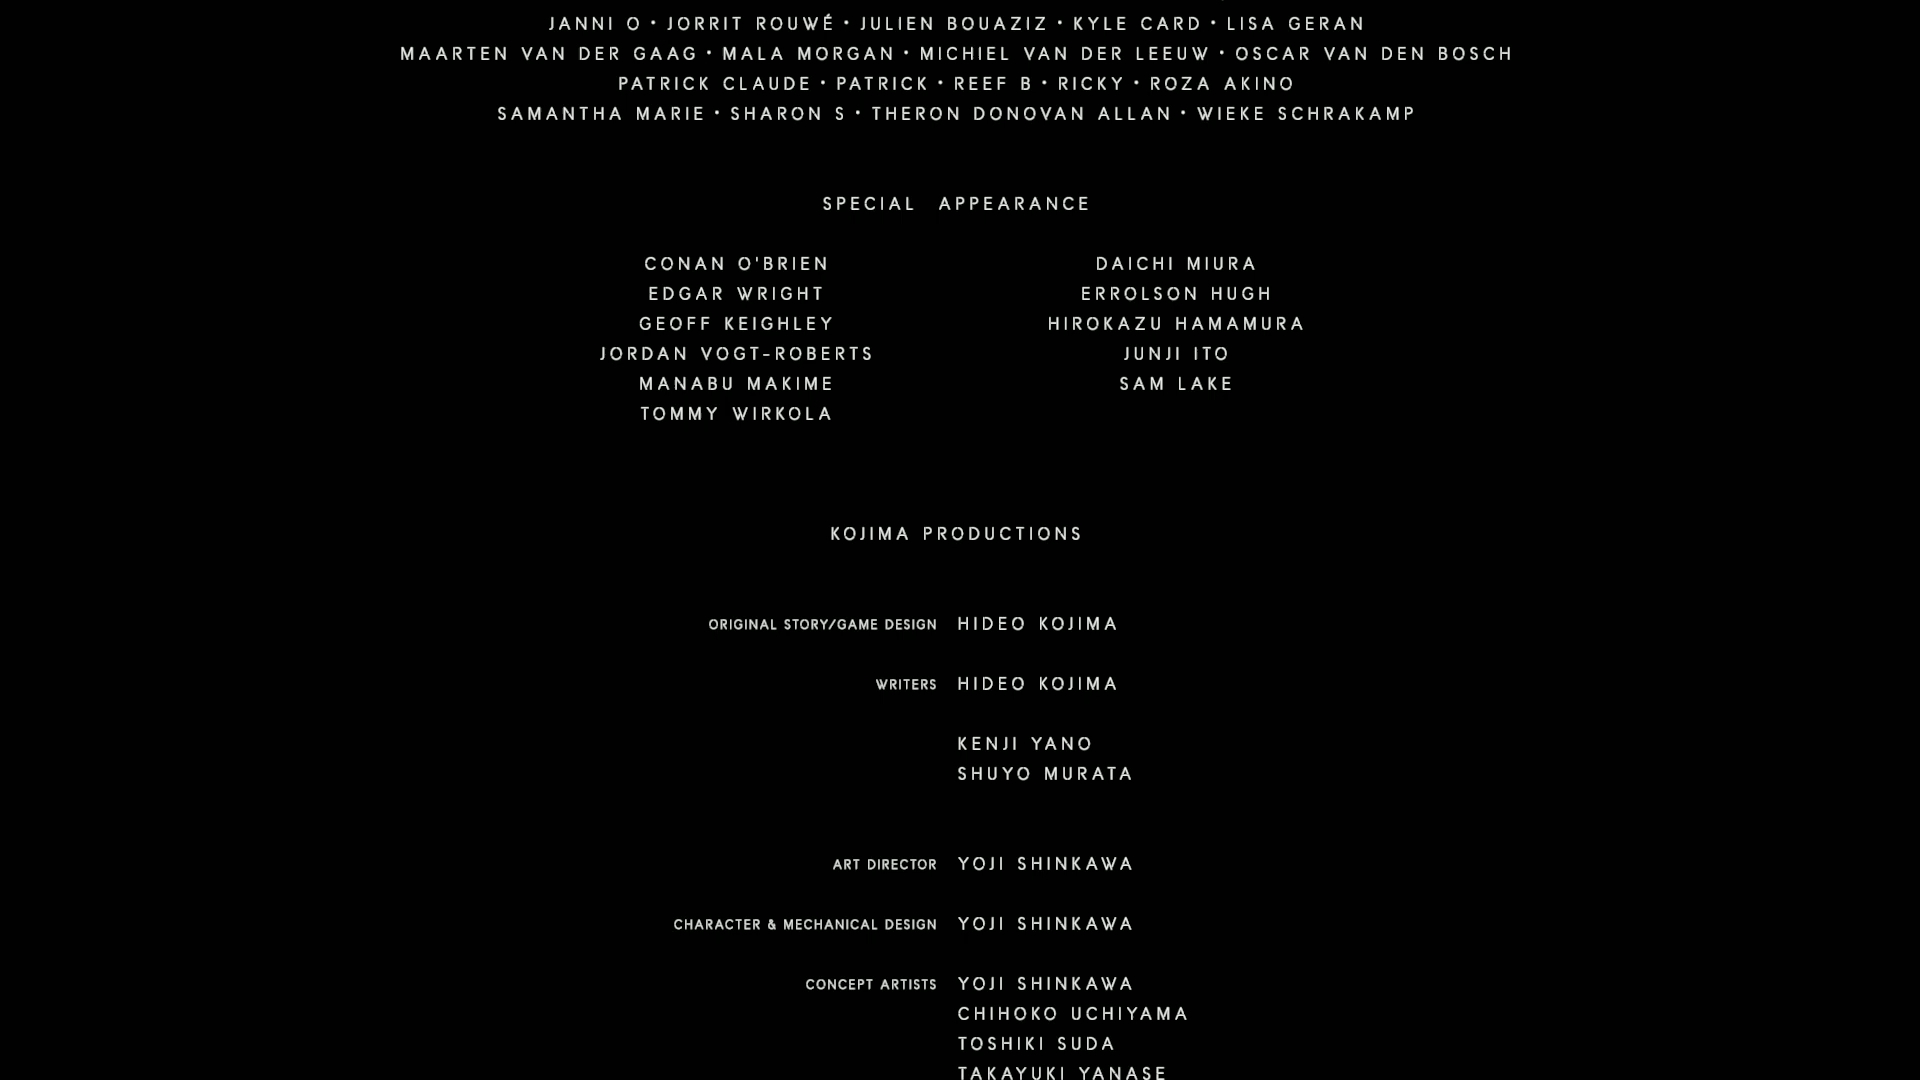 JANNI O • JORRIT ROUWÉ • JULIEN BOUAZIZ • KYLE CARD • LISA GERAN
MAARTEN VAN DER GAAG • MALA MORGAN • MICHIEL VAN DER LEEUW • OSCAR VAN DEN BOSCH
PATRICK CLAUDE • PATRICK • REEF B • RICKY • ROZA AKINO
SAMANTHA MARIE • SHARON S • THERON DONOVAN ALLAN • WIEKE SCHRAKAMP
SPECIAL APPEARANCE
CONAN O'BRIEN
EDGAR WRIGHT
GEOFF KEIGHLEY
JORDAN VOGT-ROBERTS
MANABU MAKIME
TOMMY WIRKOLA
DAICHI MIURA
ERROLSON HUGH
HIROKAZU HAMAMURA
JUNJI ITO
SAM LAKE
KOJIMA PRODUCTIONS
ORIGINAL STORY/GAME DESIGN HIDEO KOJIMA
WRITERS HIDEO KOJIMA
KENJI YANO
SHUYO MURATA
ART DIRECTOR YOJI SHINKAWA
CHARACTER & MECHANICAL DESIGN YOJI SHINKAWA
CONCEPT ARTISTS YOJI SHINKAWA
CHIHOKO UCHIYAMA
TOSHIKI SUDA
TAKAYUKI YANASE